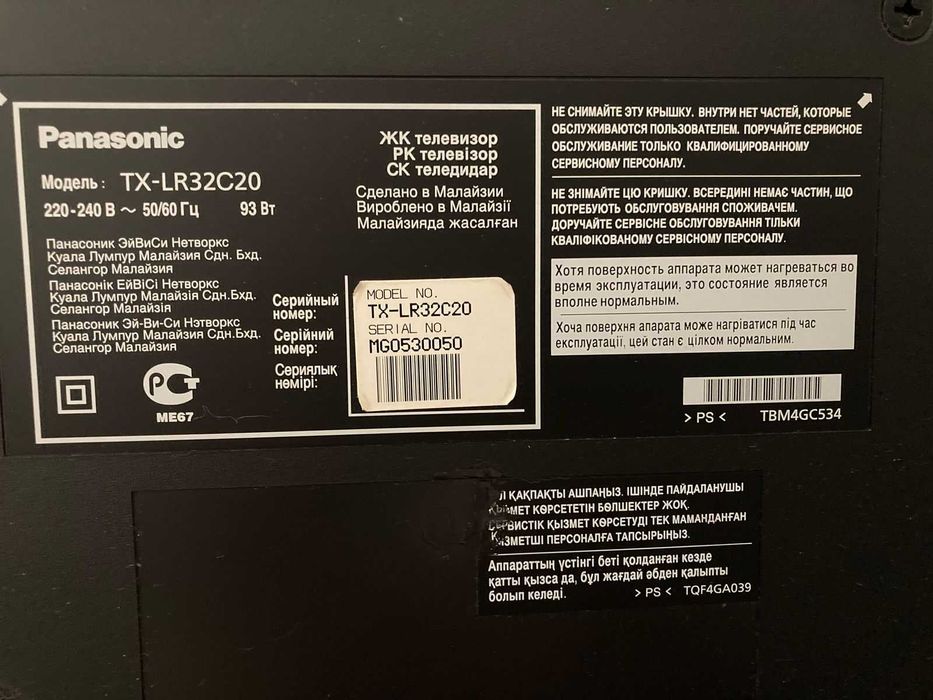 Panasonic
ЖК телевизор
РК телевізор
СК теледидар
Модель : TX-LR32C20
220-240 В ~ 50/60 Гц 93 Вт
Сделано в Малайзии
Вироблено в Малайзії
Малайзияда жасалған
Панасоник ЭйВиСи Нетворкс
Куала Лумпур Малайзия Сдн. Бхд.
Селангор Малайзия
Панасонік ЕйВіСі Нетворкс
Куала Лумпур Малайзія Сдн.Бхд.
Селангор Малайзія
Панасоник Эй-Ви-Си Нэтворкс
Куала Лумпур Малайзия Сдн.Бхд.
Селангор Малайзия
Серийный
номер:
Серійний
номер:
Сериялық
нөмірі:
MODEL NO.
TX-LR32C20
SERIAL NO.
MG0530050
РСТ
ME67
НЕ СНИМАЙТЕ ЭТУ КРЫШКУ. ВНУТРИ НЕТ ЧАСТЕЙ, КОТОРЫЕ
ОБСЛУЖИВАЮТСЯ ПОЛЬЗОВАТЕЛЕМ. ПОРУЧАЙТЕ СЕРВИСНОЕ
ОБСЛУЖИВАНИЕ ТОЛЬКО КВАЛИФИЦИРОВАННОМУ
СЕРВИСНОМУ ПЕРСОНАЛУ.
НЕ ЗНІМАЙТЕ ЦЮ КРИШКУ. ВСЕРЕДИНІ НЕМАЄ ЧАСТИН, ЩО
ПОТРЕБУЮТЬ ОБСЛУГОВУВАННЯ СПОЖИВАЧЕМ.
ДОРУЧАЙТЕ СЕРВІСНЕ ОБСЛУГОВУВАННЯ ТІЛЬКИ
КВАЛІФІКОВАНОМУ СЕРВІСНОМУ ПЕРСОНАЛУ.
Хотя поверхность аппарата может нагреваться во
время эксплуатации, это состояние является
вполне нормальным.
Хоча поверхня апарата може нагріватися під час
експлуатації, цей стан є цілком нормальним.
> PS < TBM4GC534
ҚАҚПАҚТЫ АШПАҢЫЗ. ІШІНДЕ ПАЙДАЛАНУШЫ
КӨРСЕТЕТІН БӨЛШЕКТЕР ЖОҚ.
ҚЫЗМЕТ КӨРСЕТУДІ ТЕК МАМАНДАНҒАН
ПЕРСОНАЛҒА ТАПСЫРЫҢЫЗ.
Аппараттың үстіңгі беті қолданған кезде
қатты қызса да, бұл жағдай әбден қалыпты
болып келеді. > PS < TQF4GA039